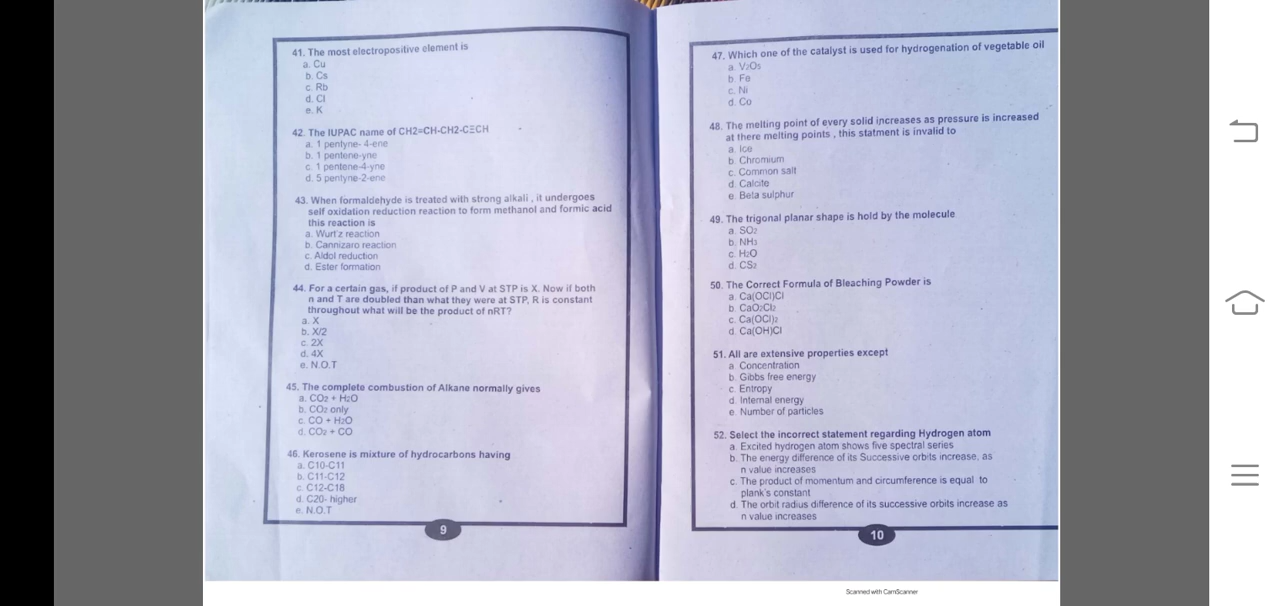 41. The most electropositive element is
a. Cu
b. Cs
c. Rb
d. Cl
e. K
42. The IUPAC name of CH2=CH-CH2-C≡CH
a. 1 pentyne- 4-ene
b. 1 pentene-yne
c. 1 pentene-4-yne
d. 5 pentyne-2-ene
43. When formaldehyde is treated with strong alkali , it undergoes
self oxidation reduction reaction to form methanol and formic acid
this reaction is
a. Wurt'z reaction
b. Cannizaro reaction
c. Aldol reduction
d. Ester formation
44. For a certain gas, if product of P and V at STP is X. Now if both
n and T are doubled than what they were at STP, R is constant
throughout what will be the product of nRT?
a. X
b. X/2
c. 2X
d. 4X
e. N.O.T
45. The complete combustion of Alkane normally gives
a. CO₂ + H₂O
b. CO₂ only
c. CO + H₂O
d. CO₂ + CO
46. Kerosene is mixture of hydrocarbons having
a. C10-C11
b. C11-C12
c. C12-C18
d. C20- higher
e. N.O.T
9
47. Which one of the catalyst is used for hydrogenation of vegetable oil
a. V₂O₅
b. Fe
c. Ni
d. Co
48. The melting point of every solid increases as pressure is increased
at there melting points , this statment is invalid to
a. Ice
b. Chromium
c. Common salt
d. Calcite
e. Beta sulphur
49. The trigonal planar shape is hold by the molecule
a. SO₂
b. NH₃
c. H₂O
d. CS₂
50. The Correct Formula of Bleaching Powder is
a. Ca(OCl)Cl
b. CaO₂Cl₂
c. Ca(OCl)₂
d. Ca(OH)Cl
51. All are extensive properties except
a. Concentration
b. Gibbs free energy
c. Entropy
d. Internal energy
e. Number of particles
52. Select the incorrect statement regarding Hydrogen atom
a. Excited hydrogen atom shows five spectral series
b. The energy difference of its Successive orbits increase, as
n value increases
c. The product of momentum and circumference is equal to
plank's constant
d. The orbit radius difference of its successive orbits increase as
n value increases
10
Scanned with CamScanner